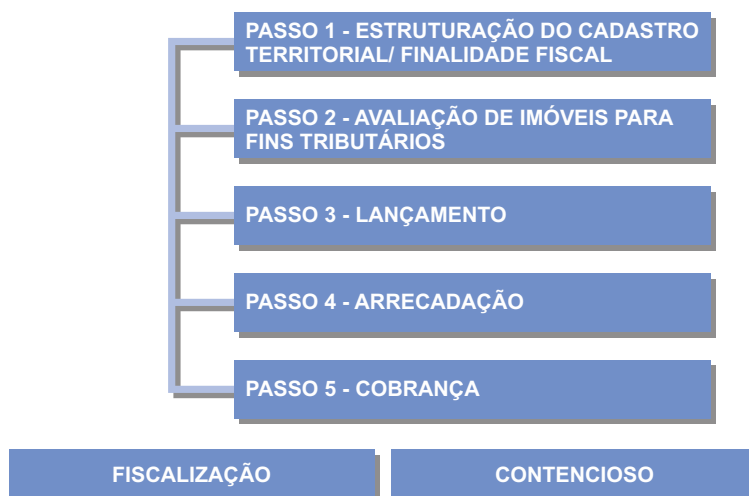 PASSO 1 - ESTRUTURAÇÃO DO CADASTRO
TERRITORIAL/ FINALIDADE FISCAL
PASSO 2 - AVALIAÇÃO DE IMÓVEIS PARA
FINS TRIBUTÁRIOS
PASSO 3 - LANÇAMENTO
PASSO 4 - ARRECADAÇÃO
PASSO 5 - COBRANÇA
FISCALIZAÇÃO
CONTENCIOSO